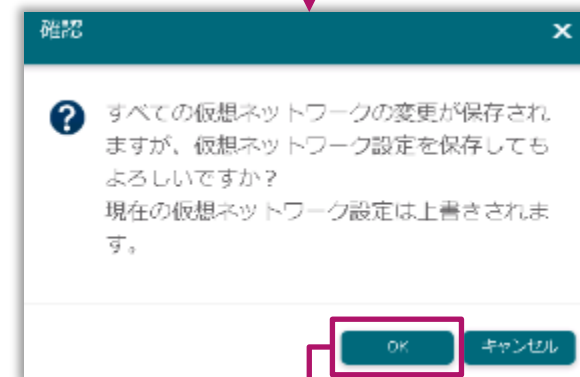 確認
すべての仮想ネットワークの変更が保存され
ますが、仮想ネットワーク設定を保存しても
よろしいですか？
現在の仮想ネットワーク設定は上書きされま
す。
OK
キャンセル